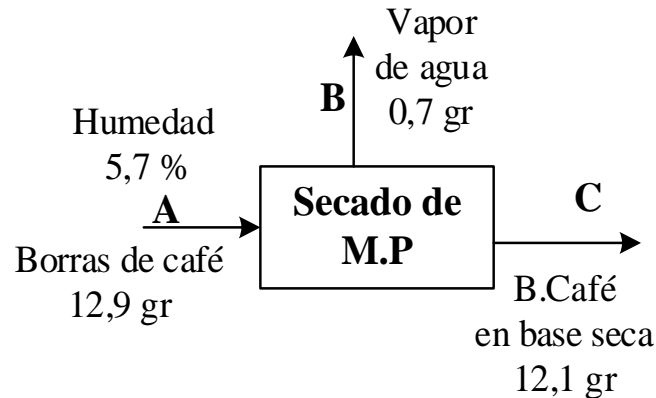 Vapor
de agua
0,7 gr
B
Humedad
5,7 %
A
Borras de café
12,9 gr
Secado de
M.P
C
B.Café
en base seca
12,1 gr